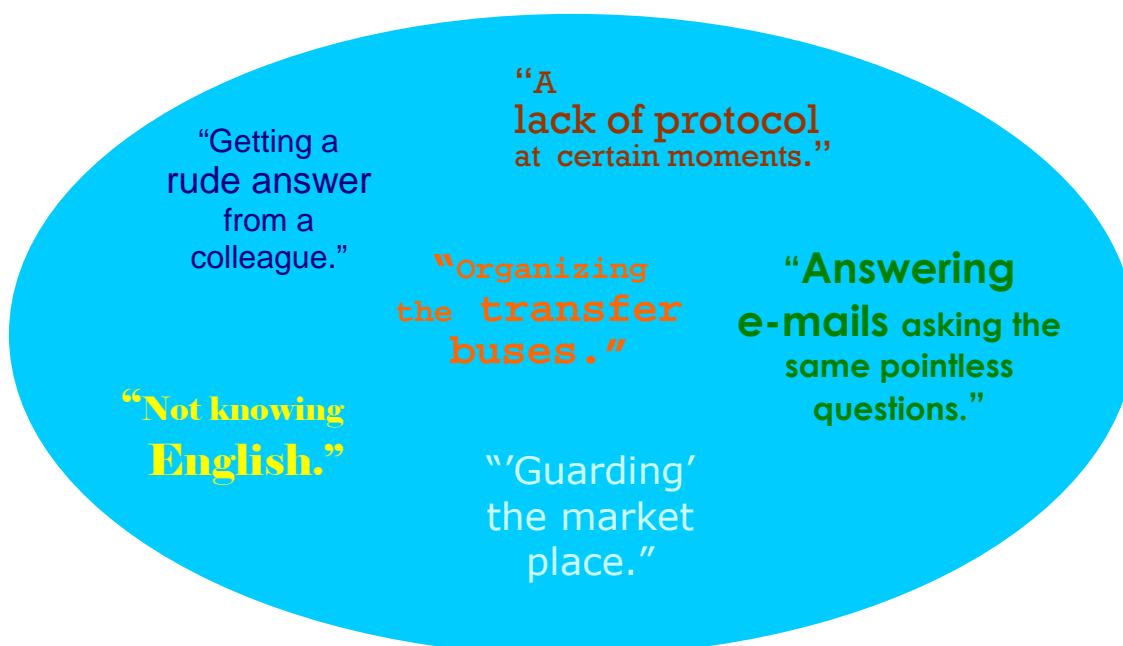 “A
lack of protocol
at certain moments.”
“Getting a
rude answer
from a
colleague.”
“Organizing
the transfer
buses.”
“Answering
e-mails asking the
same pointless
questions.”
“Not knowing
English.”
“‘Guarding’
the market
place.”